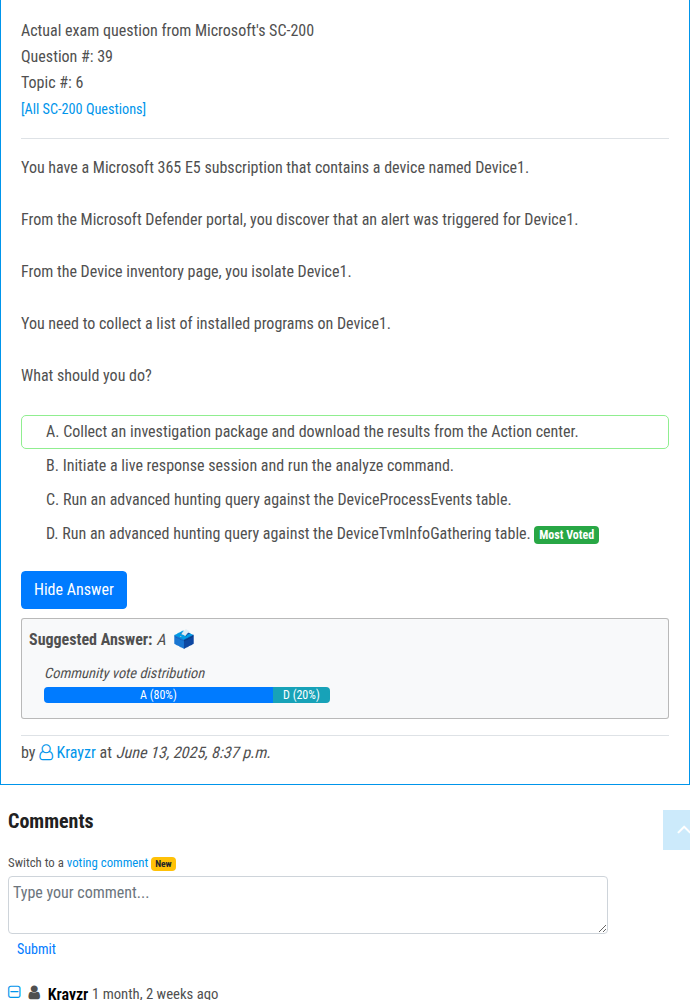 Actual exam question from Microsoft's SC-200
Question #: 39
Topic #: 6
[All SC-200 Questions]
You have a Microsoft 365 E5 subscription that contains a device named Device1.
From the Microsoft Defender portal, you discover that an alert was triggered for Device1.
From the Device inventory page, you isolate Device1.
You need to collect a list of installed programs on Device1.
What should you do?
A. Collect an investigation package and download the results from the Action center.
B. Initiate a live response session and run the analyze command.
C. Run an advanced hunting query against the DeviceProcessEvents table.
D. Run an advanced hunting query against the DeviceTvmInfoGathering table. Most Voted
Hide Answer
Suggested Answer: A
Community vote distribution
A (80%) D (20%)
by Krayzr at June 13, 2025, 8:37 p.m.
Comments
Switch to a voting comment New
Type your comment...
Submit
Krayzr 1 month, 2 weeks ago